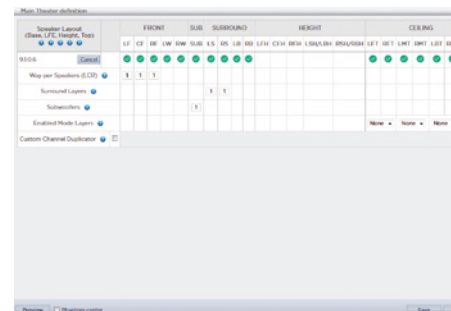 Main Theater definition
Speaker Layout
(Base, LFE, Height, Top)
FRONT SUB SURROUND HEIGHT CEILING
LF CF RF LW RW SUB LS RS LB RB LFH CFH RFH LSH/LBH RSH/RBH LFT RFT LMT RMT LBT
9.1.0.6 Cancel
Way per Speakers (LCR) 1 1 1
Surround Layers 1 1
Subwoofers 1
Enabled Mode Layers None None None
Custom Channel Duplicator
Preview Phantom center Save